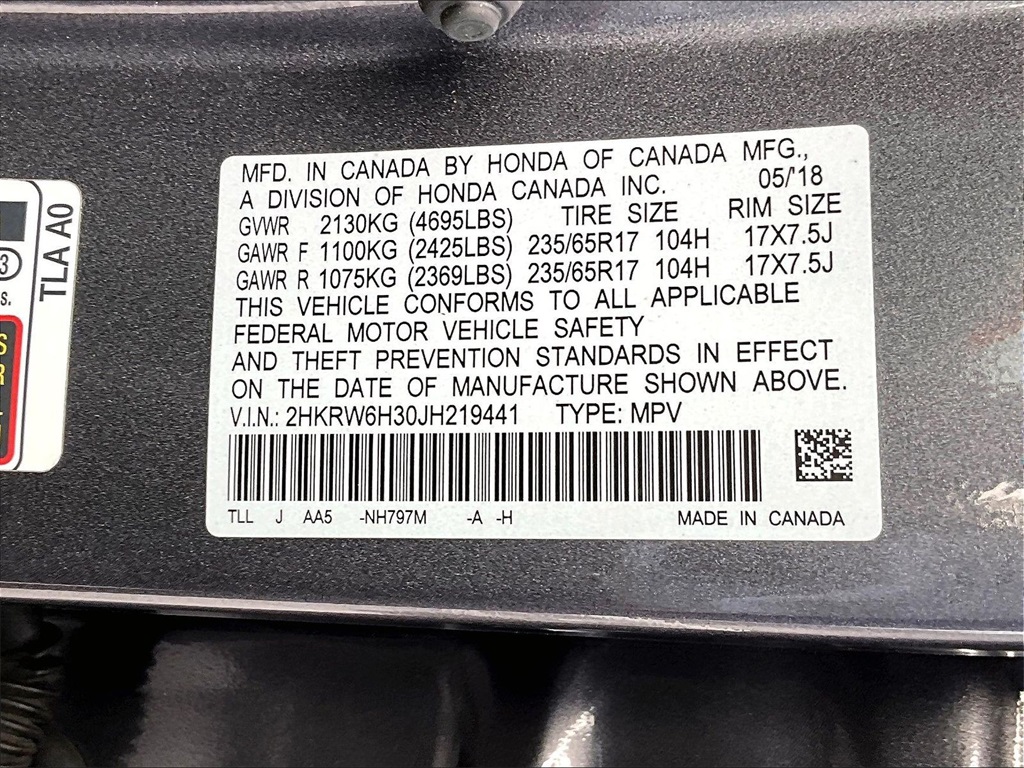 MFD. IN CANADA BY HONDA OF CANADA MFG.,
A DIVISION OF HONDA CANADA INC. 05/'18
GVWR 2130KG (4695LBS) TIRE SIZE RIM SIZE
GAWR F 1100KG (2425LBS) 235/65R17 104H 17X7.5J
GAWR R 1075KG (2369LBS) 235/65R17 104H 17X7.5J
THIS VEHICLE CONFORMS TO ALL APPLICABLE
FEDERAL MOTOR VEHICLE SAFETY
AND THEFT PREVENTION STANDARDS IN EFFECT
ON THE DATE OF MANUFACTURE SHOWN ABOVE.
V.I.N.: 2HKRW6H30JH219441 TYPE: MPV
TLL J AA5 -NH797M -A -H MADE IN CANADA
TLA A0
3
s.
S
R